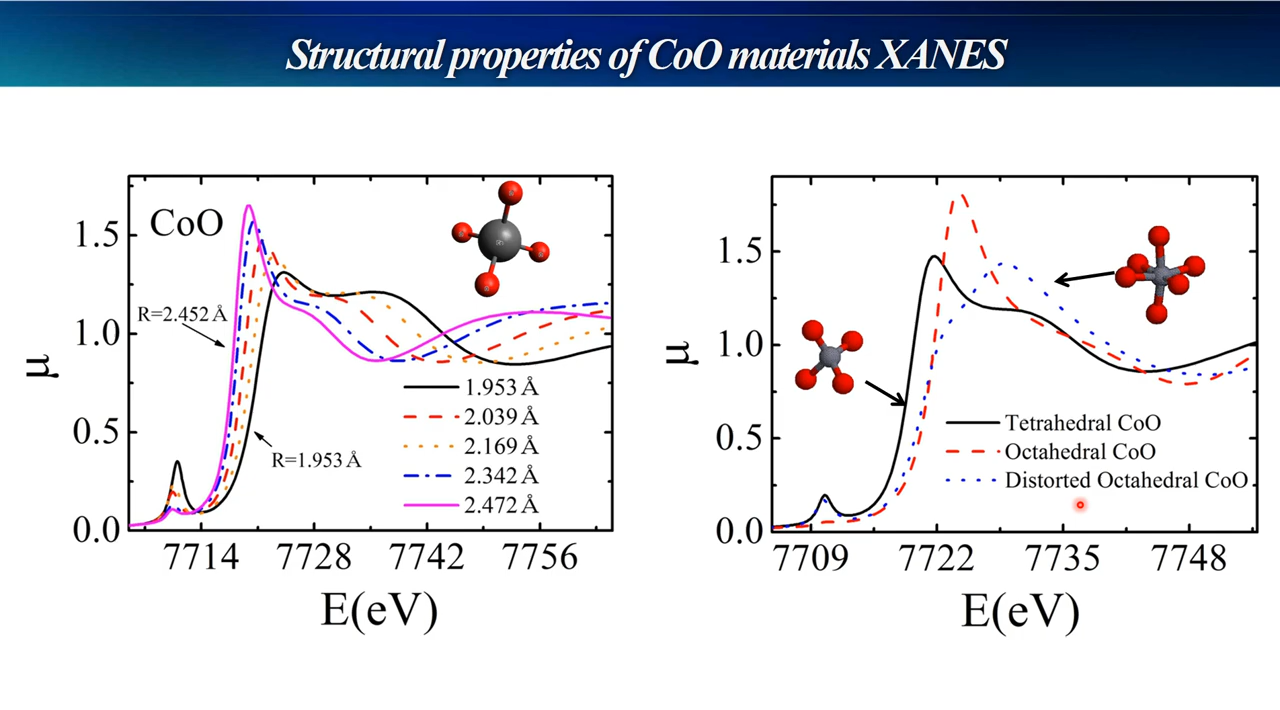 Structural properties of CoO materials XANES
CoO
R=2.452 Å
R=1.953 Å
1.953 Å
2.039 Å
2.169 Å
2.342 Å
2.472 Å
μ
1.5
1.0
0.5
0.0
7714 7728 7742 7756
E(eV)
μ
1.5
1.0
0.5
0.0
Tetrahedral CoO
Octahedral CoO
Distorted Octahedral CoO
7709 7722 7735 7748
E(eV)